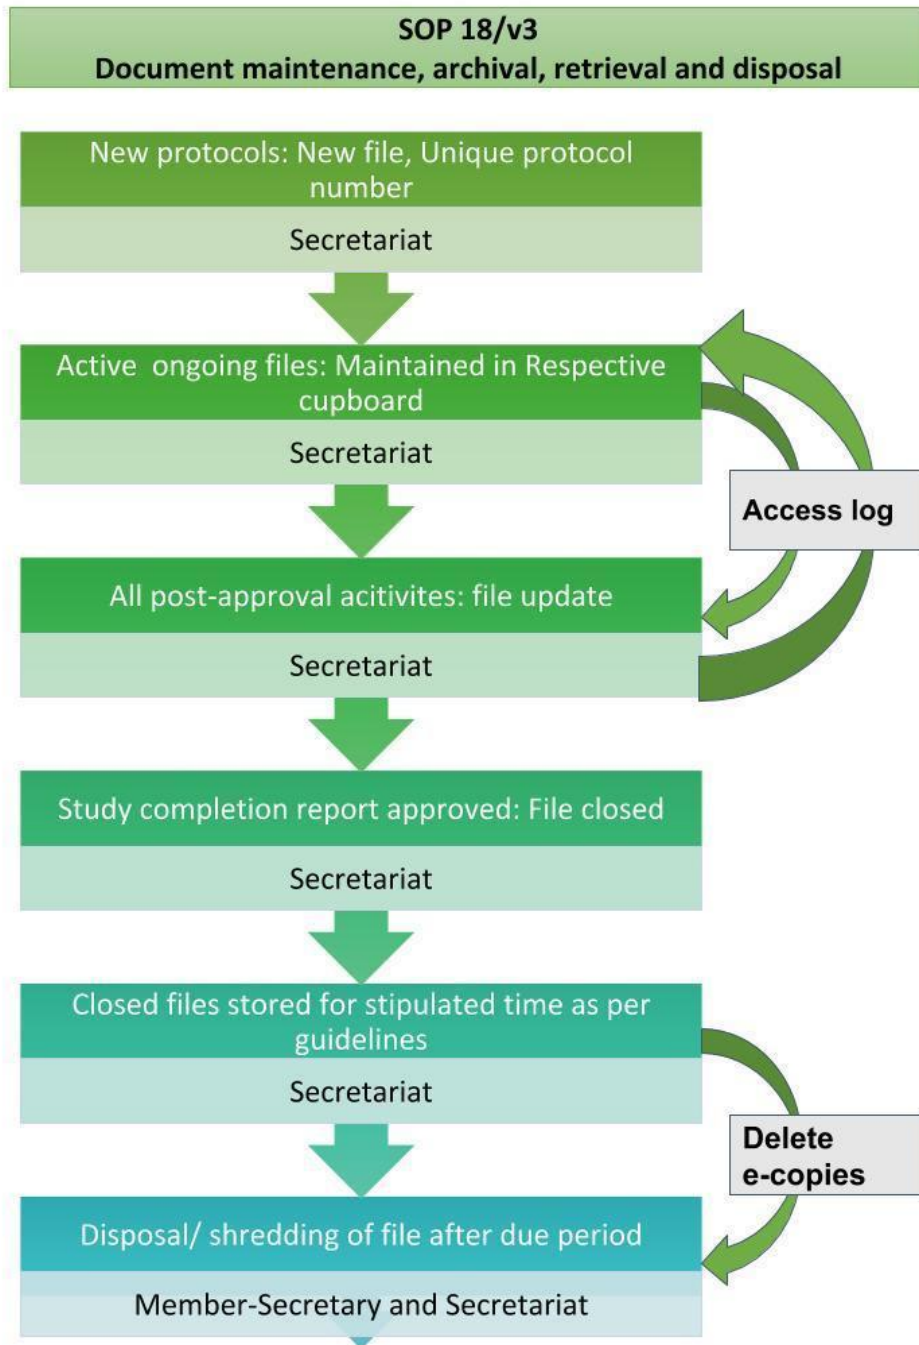 SOP 18/v3
Document maintenance, archival, retrieval and disposal
New protocols: New file, Unique protocol
number
Secretariat
Active ongoing files: Maintained in Respective
cupboard
Secretariat
Access log
All post-approval acitivites: file update
Secretariat
Study completion report approved: File closed
Secretariat
Closed files stored for stipulated time as per
guidelines
Secretariat
Delete
e-copies
Disposal/ shredding of file after due period
Member-Secretary and Secretariat